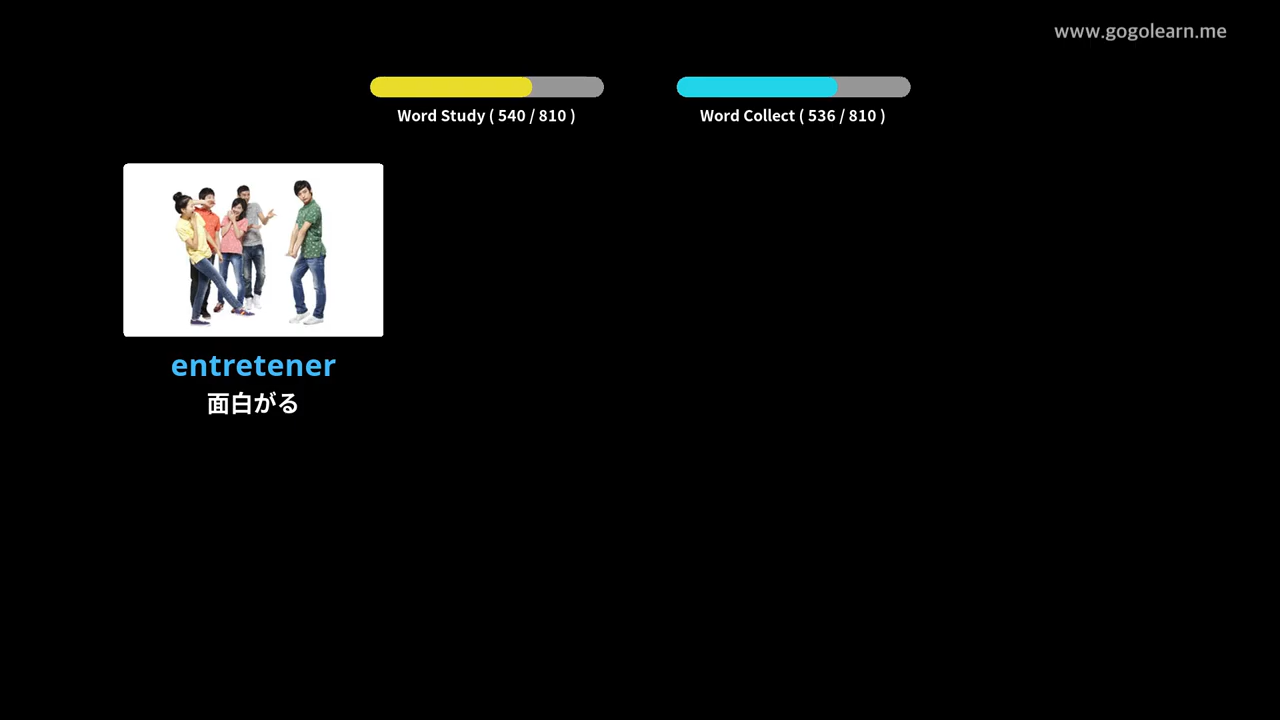 www.gogolearn.me
Word Study ( 540 / 810 )
Word Collect ( 536 / 810 )
entretener
面白がる